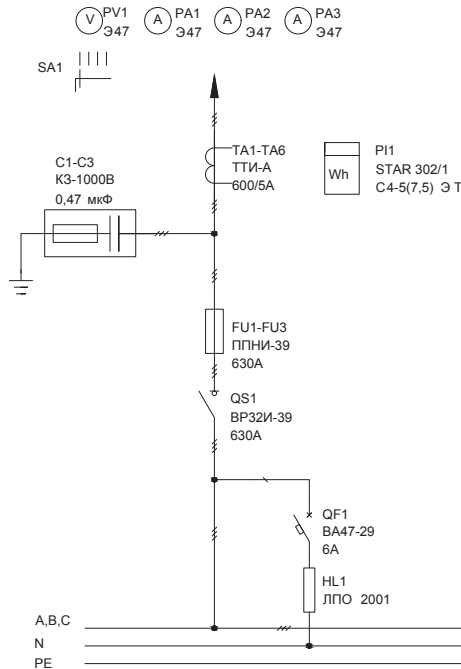 V PV1 Э47
A PA1 Э47
A PA2 Э47
A PA3 Э47
SA1
TA1-TA6
ТТИ-А
600/5А
PI1
Wh
STAR 302/1
С4-5(7,5) Э Т
C1-C3
КЗ-1000В
0,47 мкФ
FU1-FU3
ППНИ-39
630А
QS1
ВР32И-39
630А
QF1
ВА47-29
6А
HL1
ЛПО 2001
A,B,C
N
PE